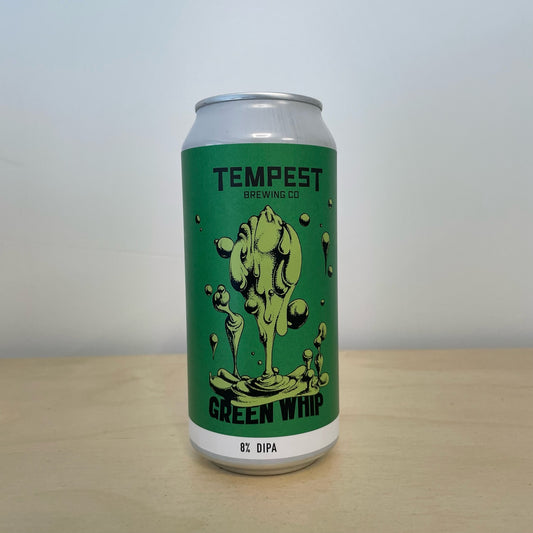 TEMPEST
BREWING CO
GREEN WHIP
8% DIPA